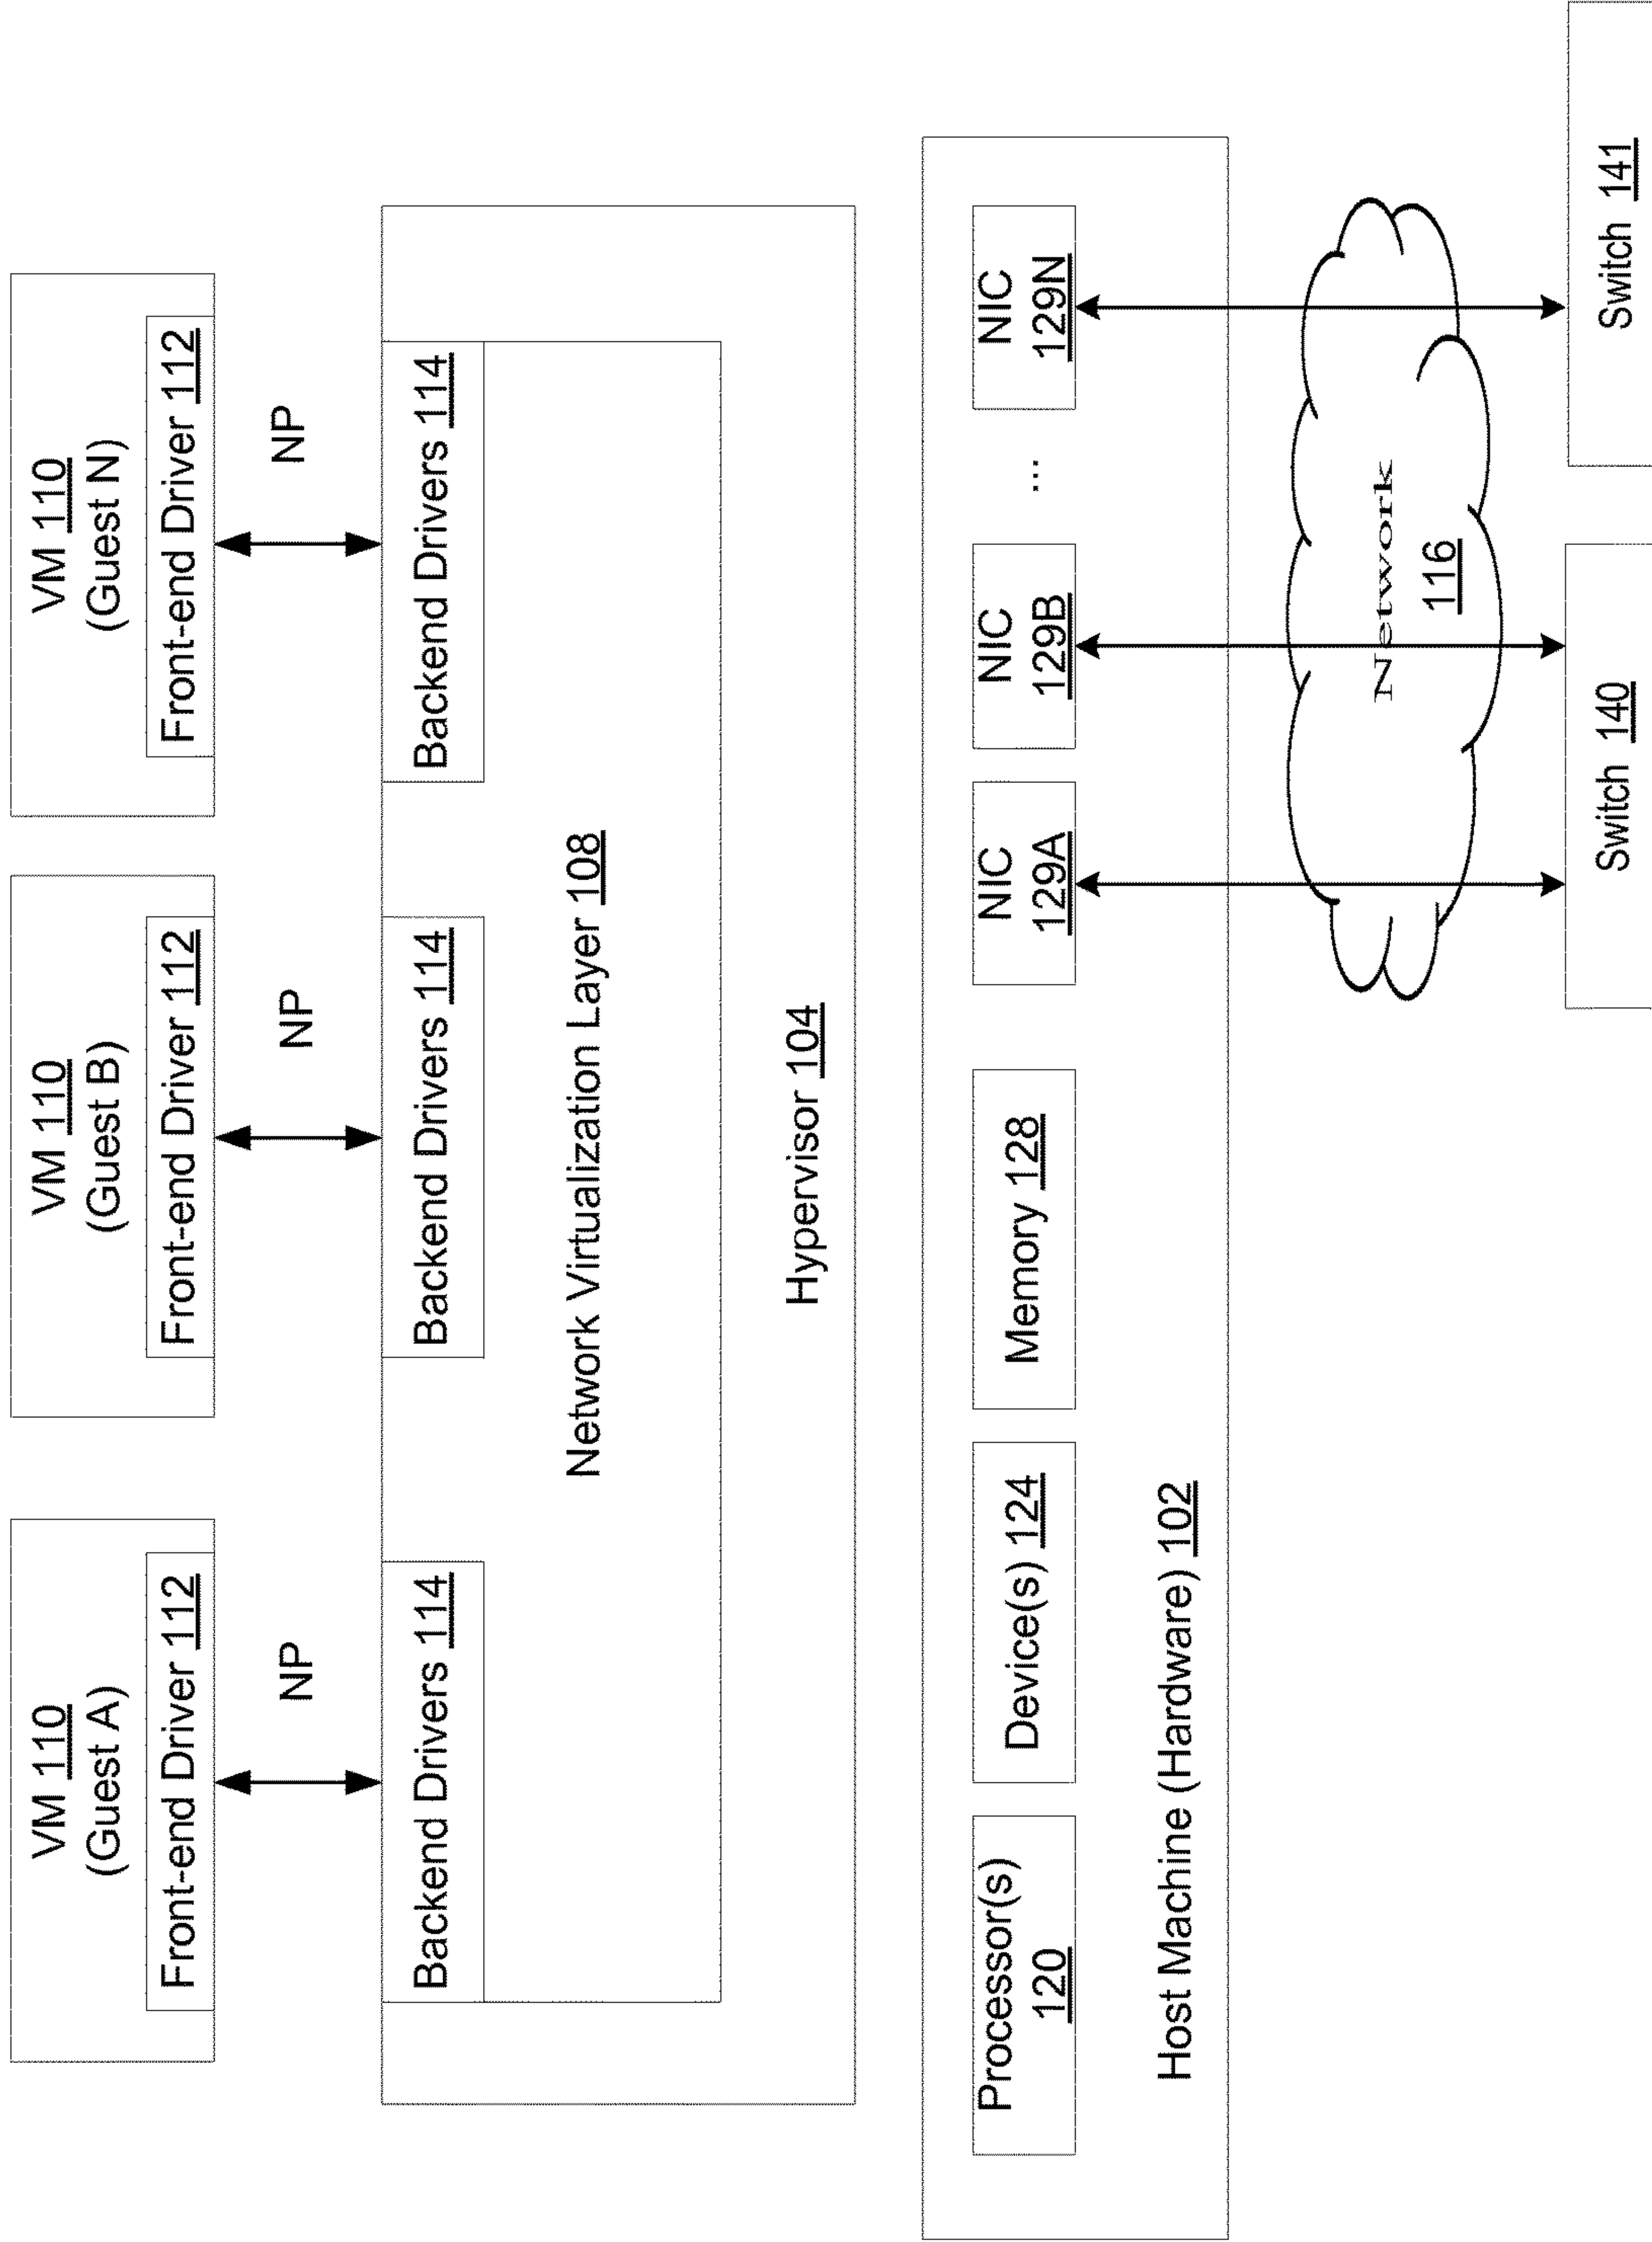 VM 110
(Guest A)
Front-end Driver 112
VM 110
(Guest B)
Front-end Driver 112
VM 110
(Guest N)
Front-end Driver 112
NP
NP
NP
Backend Drivers 114
Backend Drivers 114
Backend Drivers 114
Network Virtualization Layer 108
Hypervisor 104
Processor(s)
120
Device(s) 124
Memory 128
NIC
129A
NIC
129B
...
NIC
129N
Host Machine (Hardware) 102
Network
116
Switch 140
Switch 141